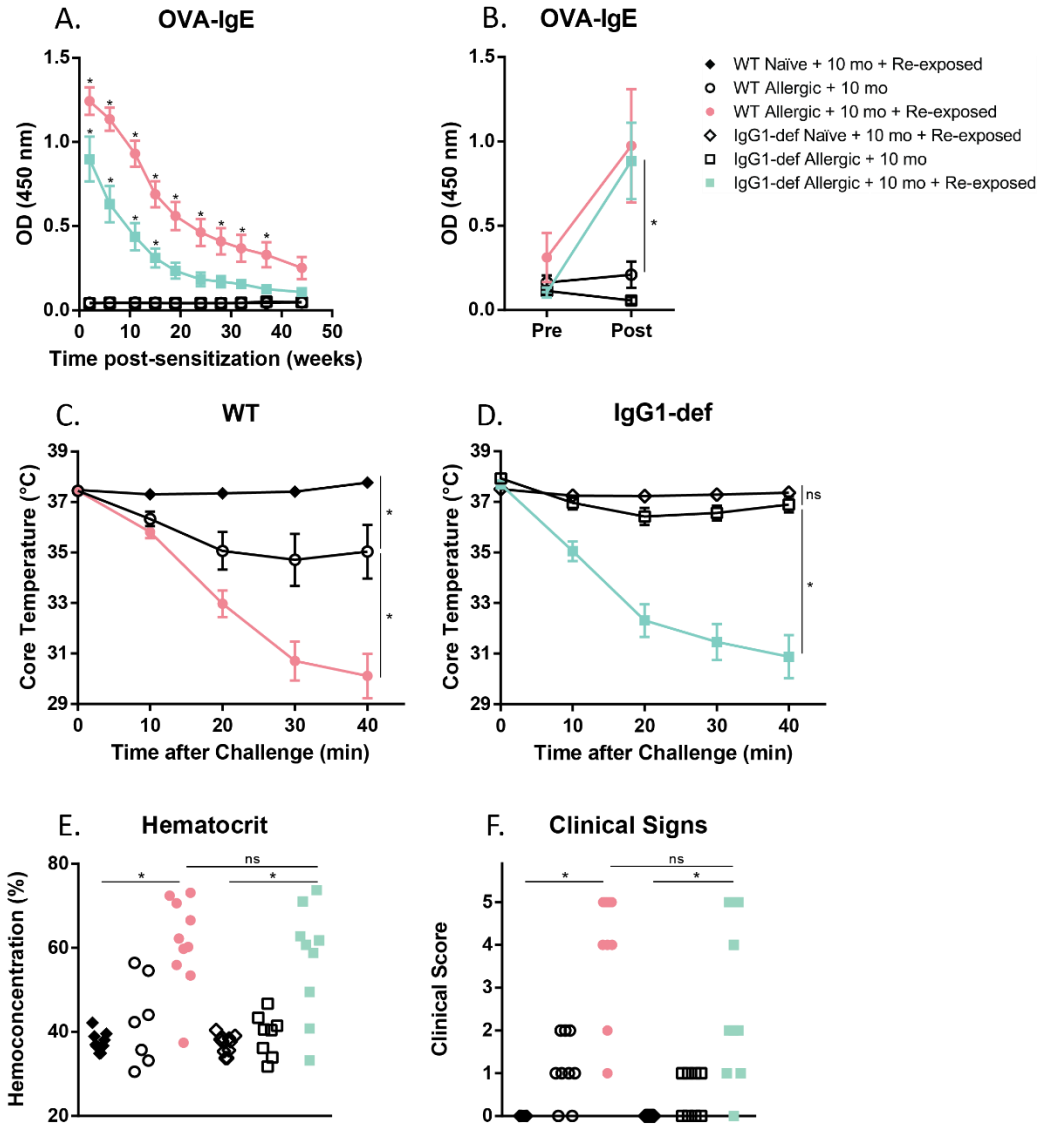 A. OVA-IgE
1.5
1.0
0.5
0.0
OD (450 nm)
* * * * * * * * *
* * * *
0 10 20 30 40 50
Time post-sensitization (weeks)
B. OVA-IgE
1.5
1.0
0.5
0.0
OD (450 nm)
*
Pre Post
WT Naïve + 10 mo + Re-exposed
WT Allergic + 10 mo
WT Allergic + 10 mo + Re-exposed
IgG1-def Naïve + 10 mo + Re-exposed
IgG1-def Allergic + 10 mo
IgG1-def Allergic + 10 mo + Re-exposed
C. WT
39
37
35
33
31
29
Core Temperature (°C)
*
*
0 10 20 30 40
Time after Challenge (min)
D. IgG1-def
39
37
35
33
31
29
Core Temperature (°C)
ns
*
0 10 20 30 40
Time after Challenge (min)
E. Hematocrit
80
60
40
20
Hemoconcentration (%)
ns
* *
F. Clinical Signs
5
4
3
2
1
0
Clinical Score
ns
* *